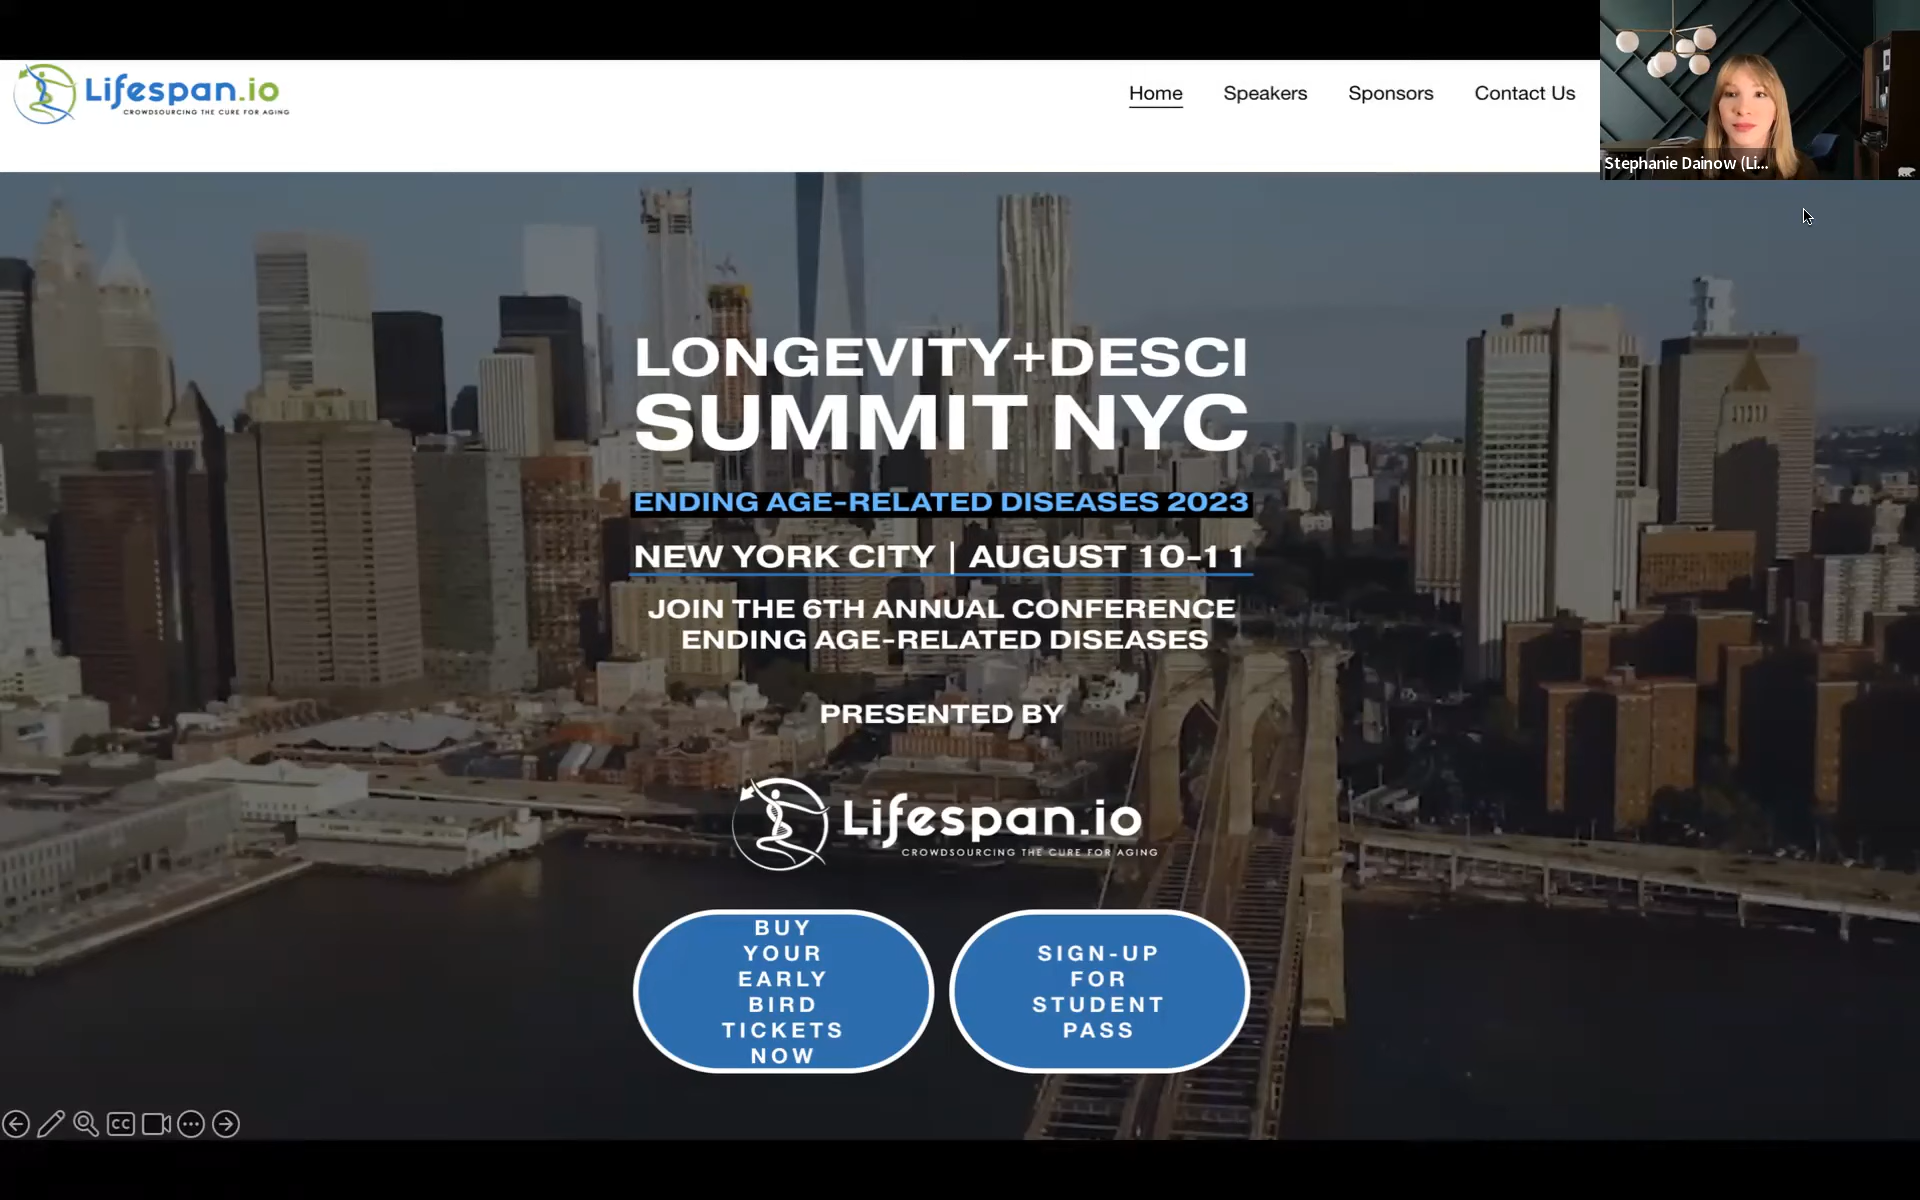 Lifespan.io
CROWDSOURCING THE CURE FOR AGING
Home
Speakers
Sponsors
Contact Us
Stephanie Dainow (Li...
LONGEVITY+DESCI
SUMMIT NYC
ENDING AGE-RELATED DISEASES 2023
NEW YORK CITY | AUGUST 10-11
JOIN THE 6TH ANNUAL CONFERENCE
ENDING AGE-RELATED DISEASES
PRESENTED BY
Lifespan.io
CROWDSOURCING THE CURE FOR AGING
BUY
YOUR
EARLY
BIRD
TICKETS
NOW
SIGN-UP
FOR
STUDENT
PASS
CC